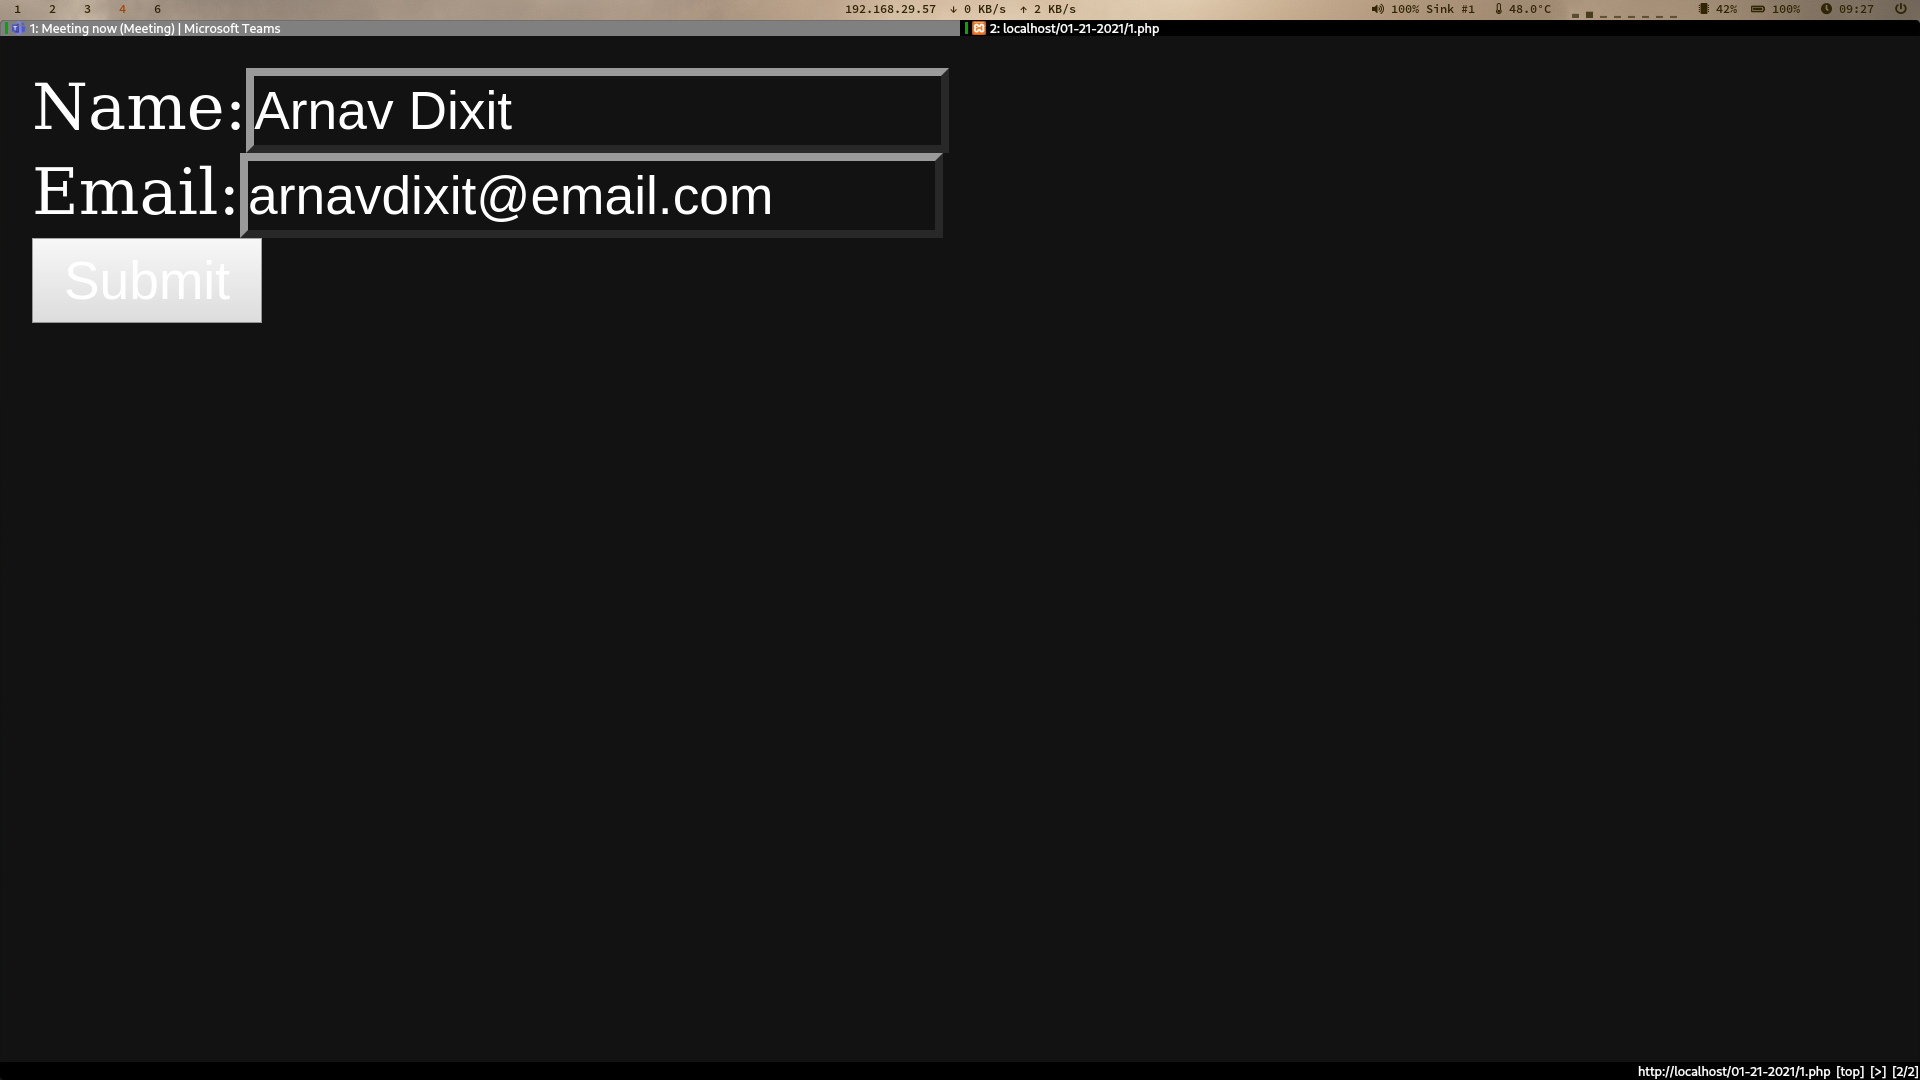 1 2 3 4 6 192.168.29.57 ↓ 0 KB/s ↑ 2 KB/s 100% Sink #1 48.0°C 42% 100% 09:27
1: Meeting now (Meeting) | Microsoft Teams 2: localhost/01-21-2021/1.php
Name: Arnav Dixit
Email: arnavdixit@email.com
Submit
http://localhost/01-21-2021/1.php [top] [>] [2/2]